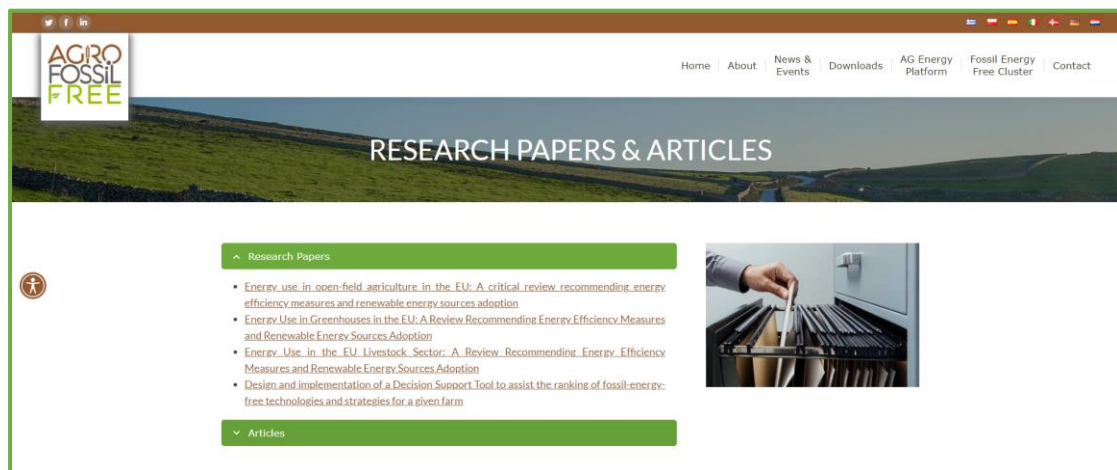 AGRO
FOSSIL
FREE
Home
About
News &
Events
Downloads
AG Energy
Platform
Fossil Energy
Free Cluster
Contact
RESEARCH PAPERS & ARTICLES
Research Papers
Energy use in open-field agriculture in the EU: A critical review recommending energy
efficiency measures and renewable energy sources adoption
Energy Use in Greenhouses in the EU: A Review Recommending Energy Efficiency Measures
and Renewable Energy Sources Adoption
Energy Use in the EU Livestock Sector: A Review Recommending Energy Efficiency
Measures and Renewable Energy Sources Adoption
Design and implementation of a Decision Support Tool to assist the ranking of fossil-energy-
free technologies and strategies for a given farm
Articles